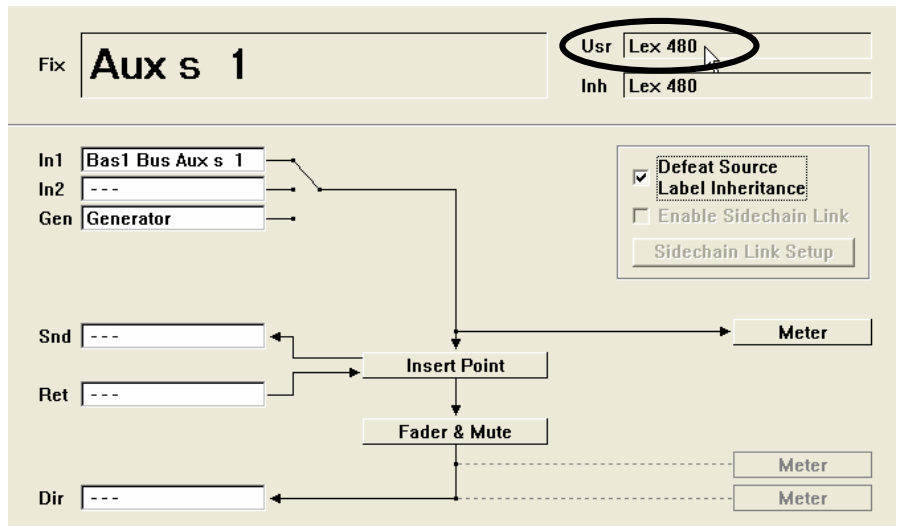 Fix Aux s 1
Usr Lex 480
Inh Lex 480
In1 Bas1 Bus Aux s 1
In2 ---
Gen Generator
Defeat Source
Label Inheritance
Enable Sidechain Link
Sidechain Link Setup
Snd ---
Meter
Insert Point
Ret ---
Fader & Mute
Meter
Dir ---
Meter